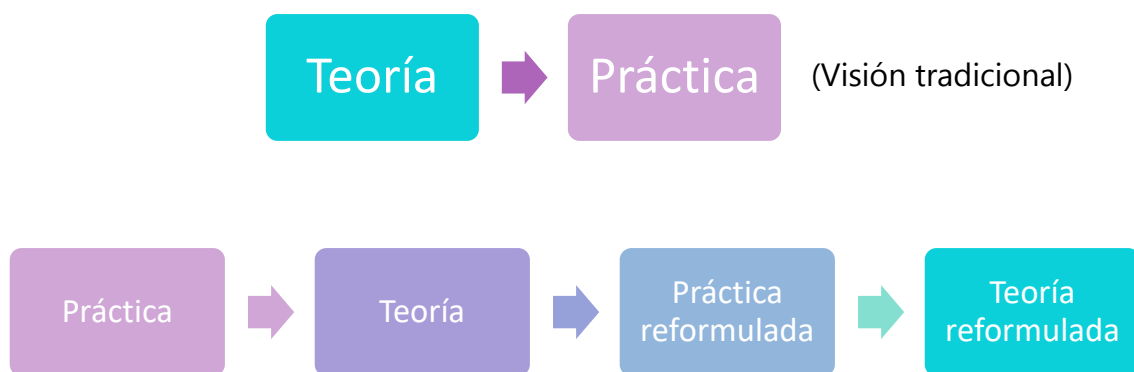 Teoría
Práctica
(Visión tradicional)
Práctica
Teoría
Práctica
reformulada
Teoría
reformulada